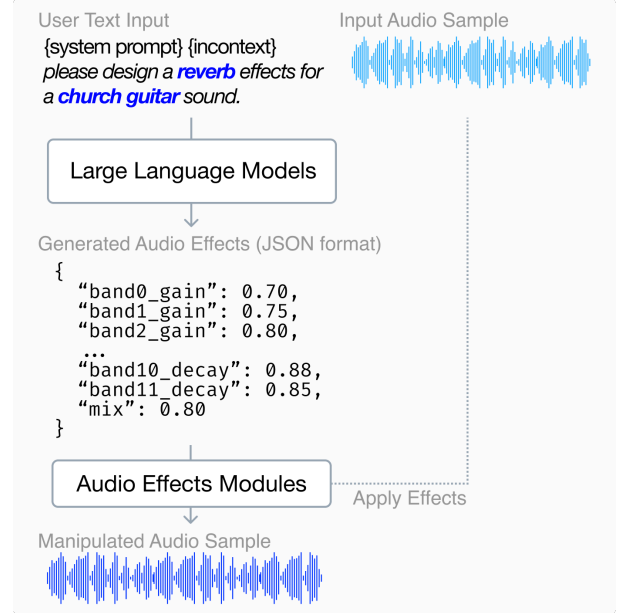 User Text Input
Input Audio Sample
{system prompt} {incontext}
please design a reverb effects for
a church guitar sound.
Large Language Models
Generated Audio Effects (JSON format)
{
“band0_gain”: 0.70,
“band1_gain”: 0.75,
“band2_gain”: 0.80,
...
“band10_decay”: 0.88,
“band11_decay”: 0.85,
“mix”: 0.80
}
Audio Effects Modules
Apply Effects
Manipulated Audio Sample